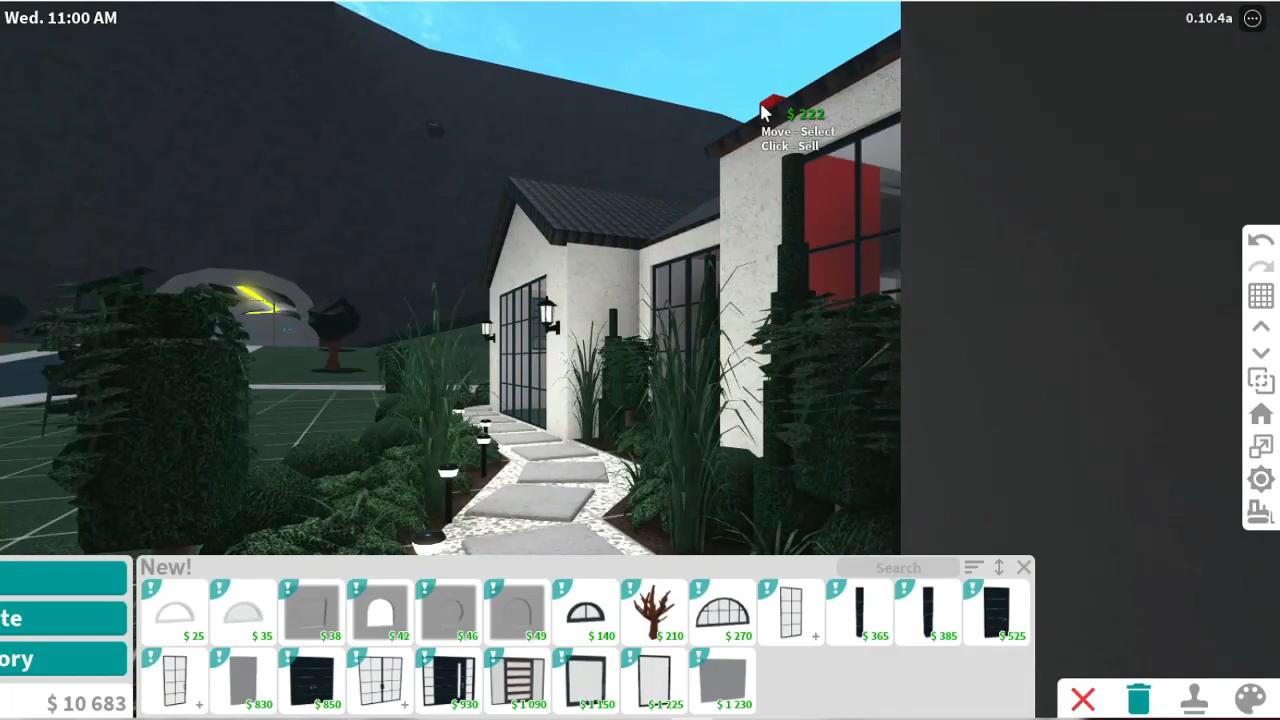 Wed. 11:00 AM
0.10.4a
$ 222
Move - Select
Click - Sell
New!
Search
$ 25
$ 35
$ 38
$ 42
$ 46
$ 49
$ 140
$ 210
$ 270
+
$ 365
$ 385
$ 525
te
ory
$ 10 683
+
$ 830
$ 850
+
$ 930
$ 1 090
$ 1 150
$ 1 225
$ 1 230